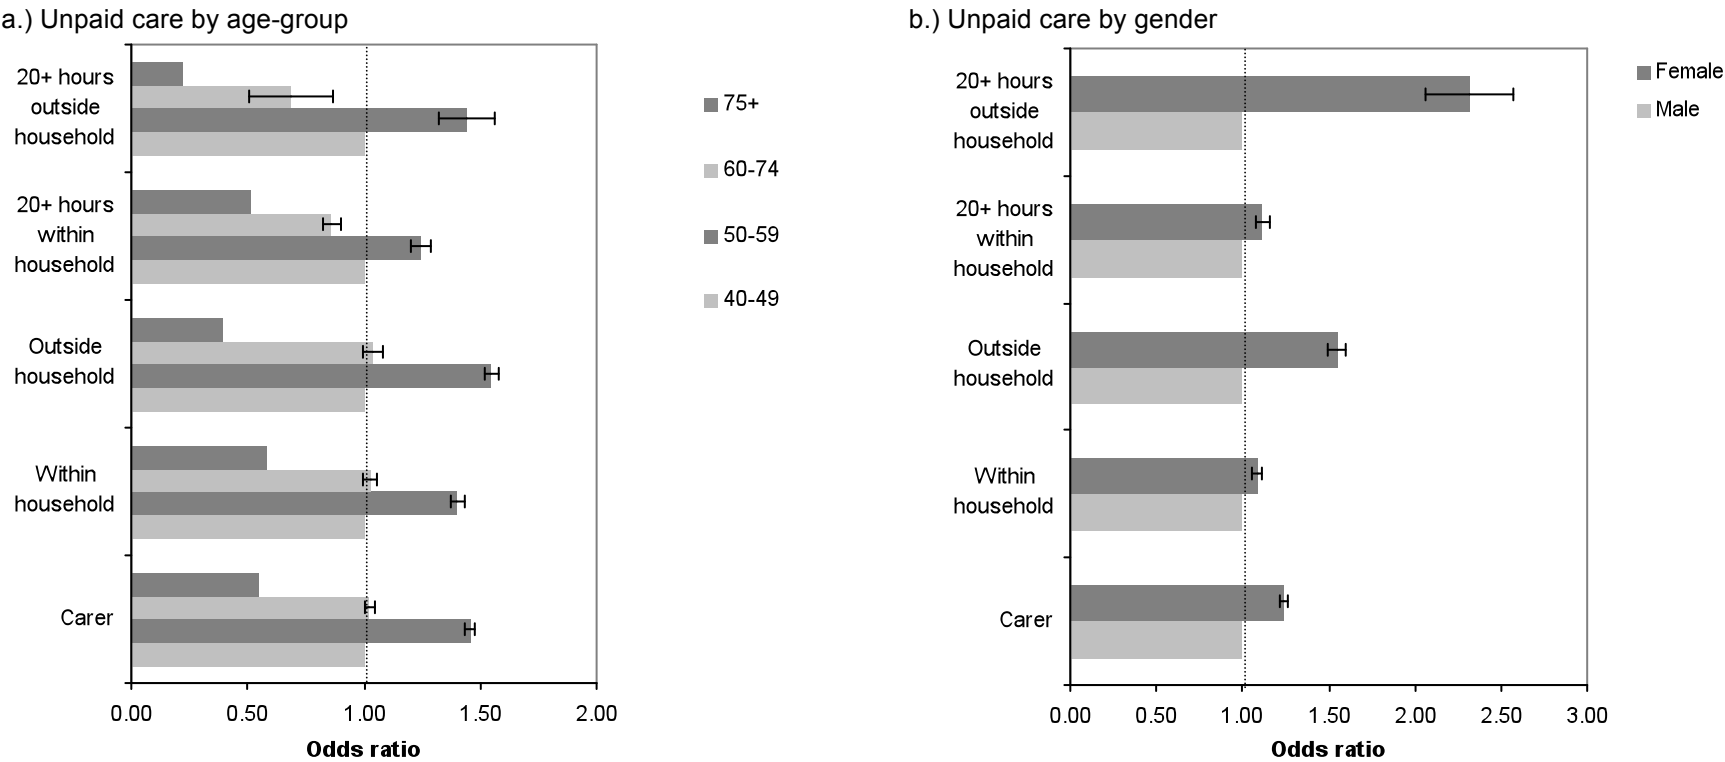 a.) Unpaid care by age-group
20+ hours
outside
household
20+ hours
within
household
Outside
household
Within
household
Carer
0.00 0.50 1.00 1.50 2.00
Odds ratio
75+
60-74
50-59
40-49
b.) Unpaid care by gender
20+ hours
outside
household
20+ hours
within
household
Outside
household
Within
household
Carer
0.00 0.50 1.00 1.50 2.00 2.50 3.00
Odds ratio
Female
Male